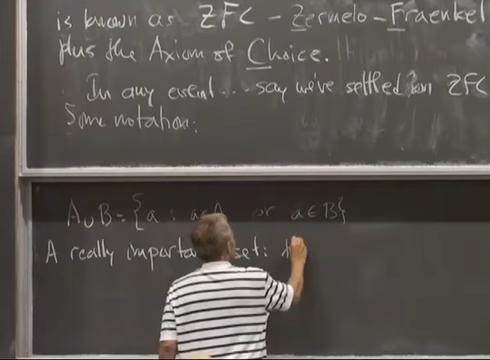 is known as ZFC - Zermelo - Fraenkel
plus the Axiom of Choice.
In any event... say we've settled on ZFC
Some notation:
A∪B = {a : a∈A or a∈B}
A really important set: